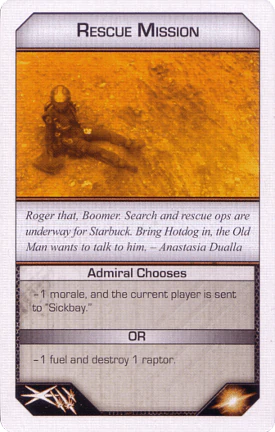 Rescue Mission
Roger that, Boomer. Search and rescue ops are
underway for Starbuck. Bring Hotdog in, the Old
Man wants to talk to him. – Anastasia Dualla
Admiral Chooses
-1 morale, and the current player is sent
to “Sickbay.”
OR
-1 fuel and destroy 1 raptor.